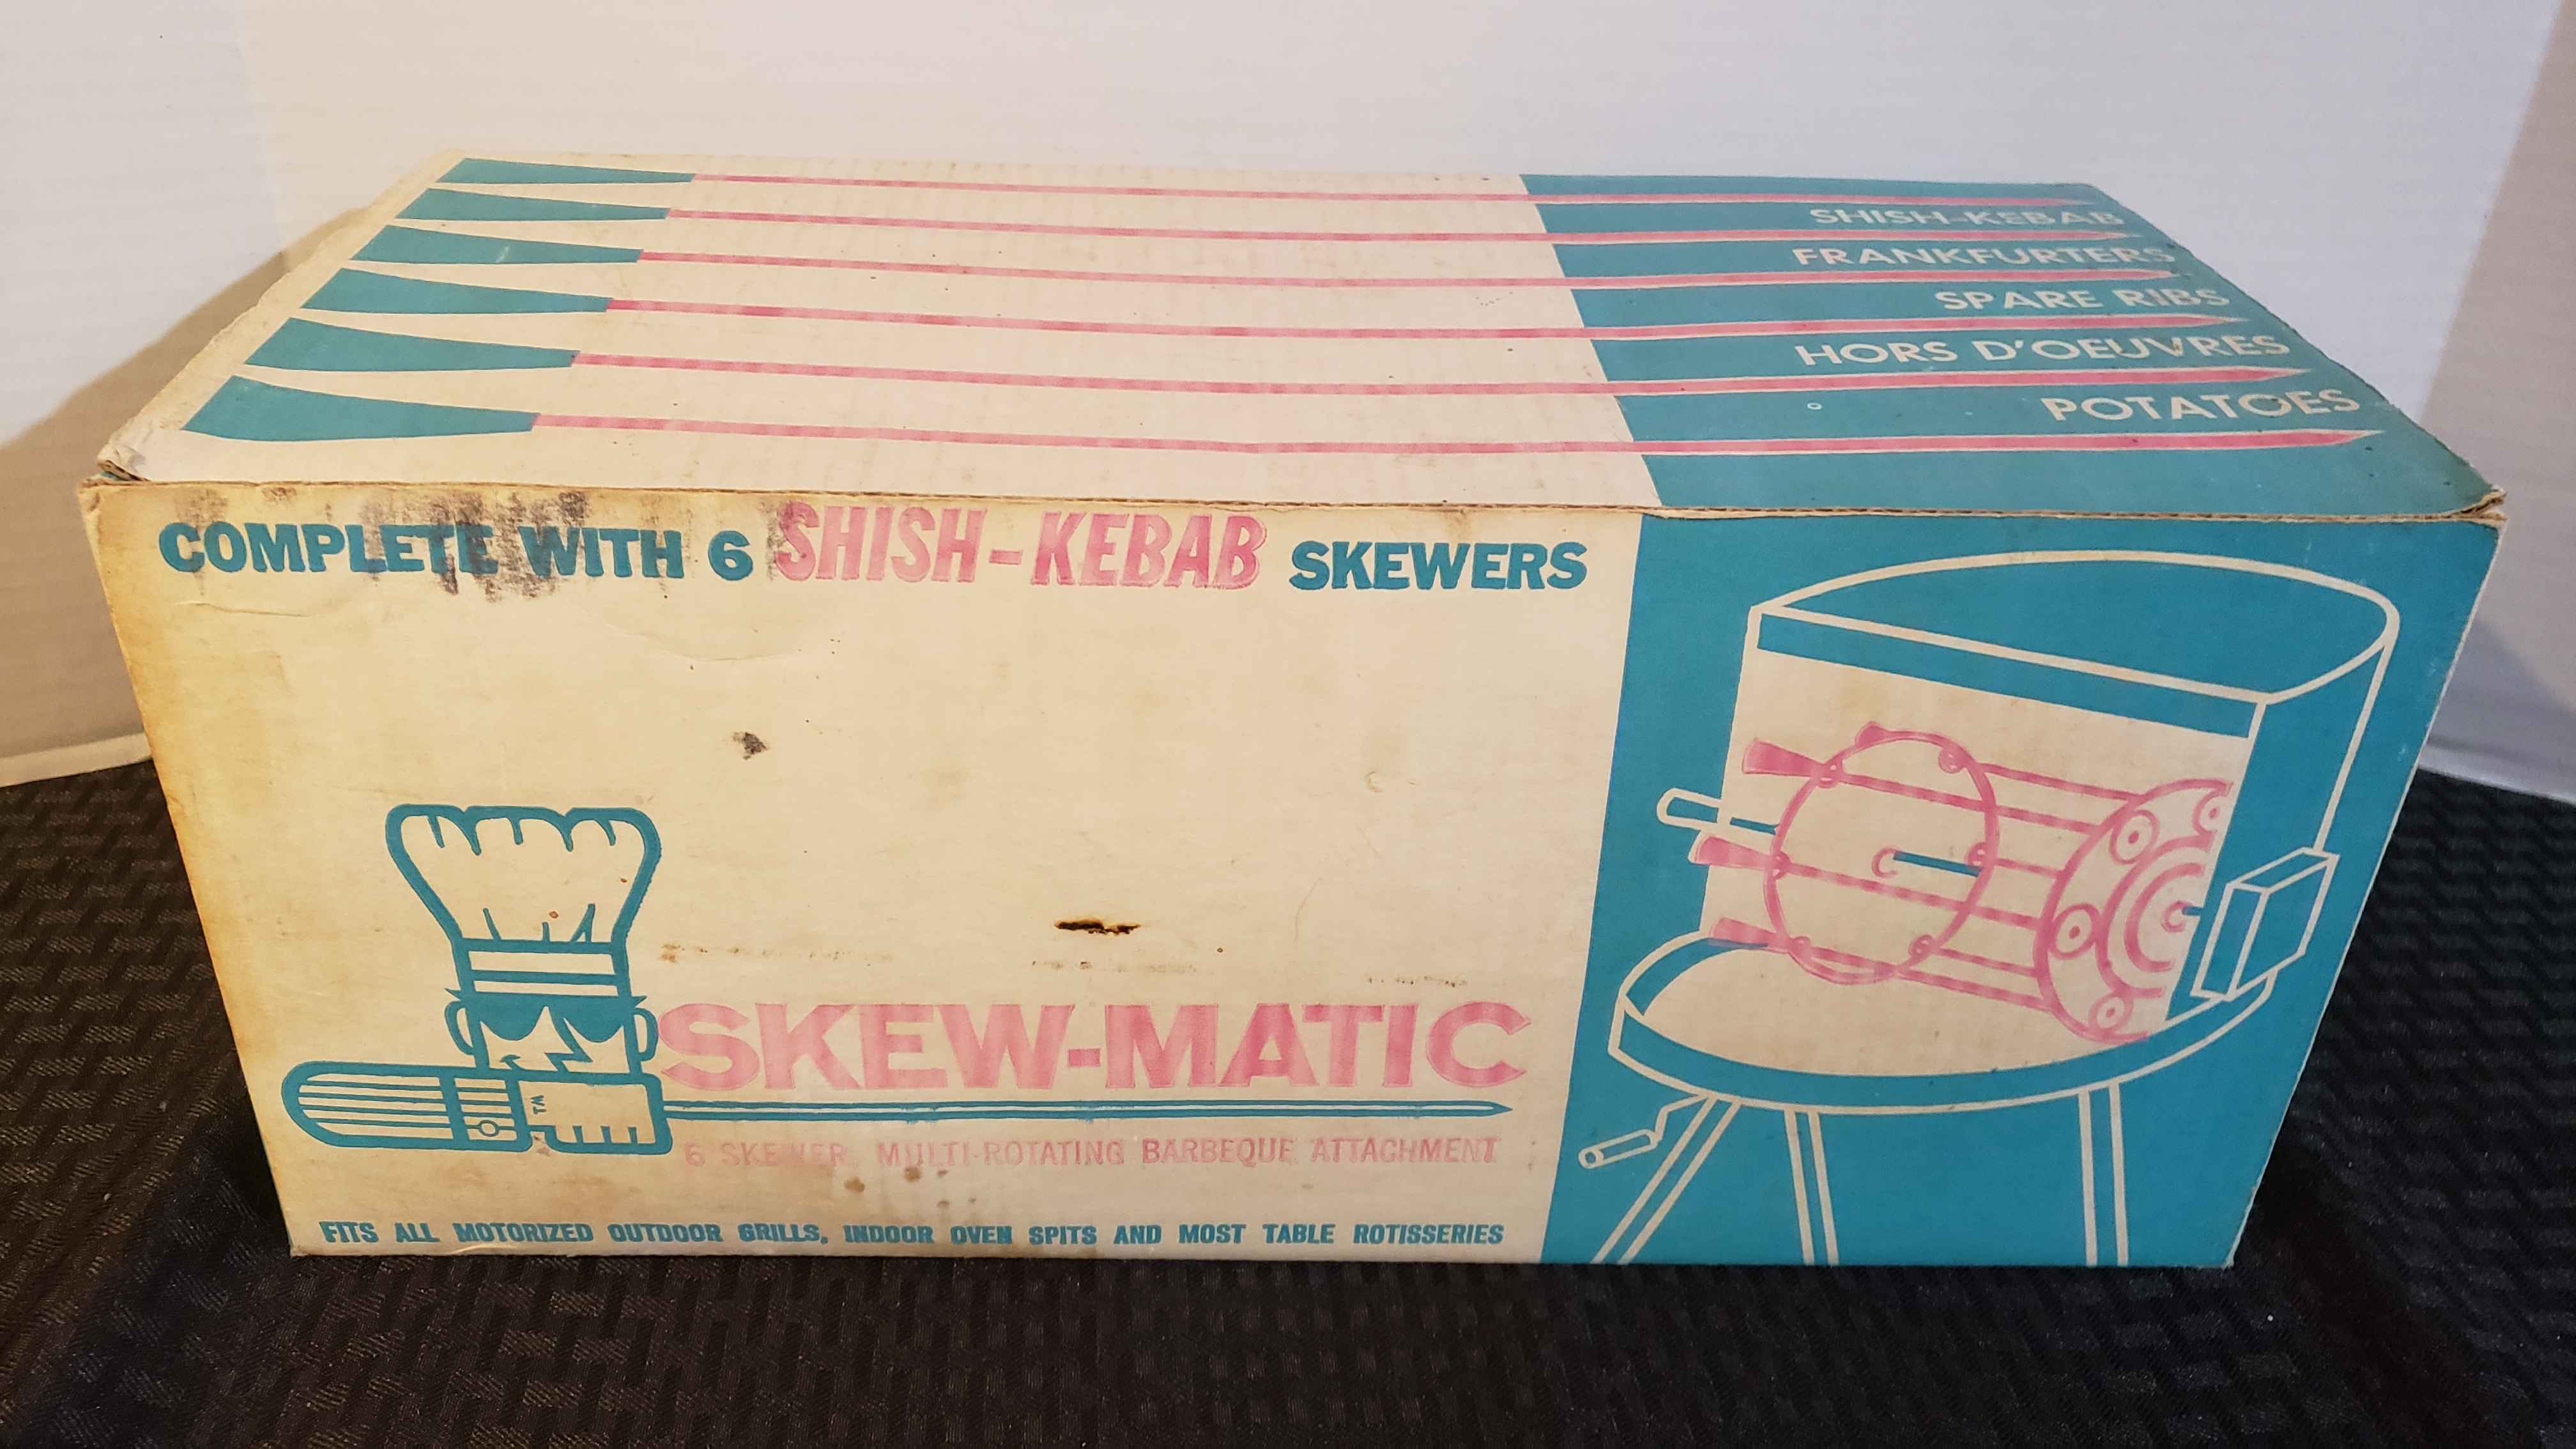 SHISH-KEBAB
FRANKFURTERS
SPARE RIBS
HORS D'OEUVRES
POTATOES
COMPLETE WITH 6 SHISH-KEBAB SKEWERS
SKEW-MATIC
TM
6 SKEWER MULTI-ROTATING BARBEQUE ATTACHMENT
FITS ALL MOTORIZED OUTDOOR GRILLS, INDOOR OVEN SPITS AND MOST TABLE ROTISSERIES